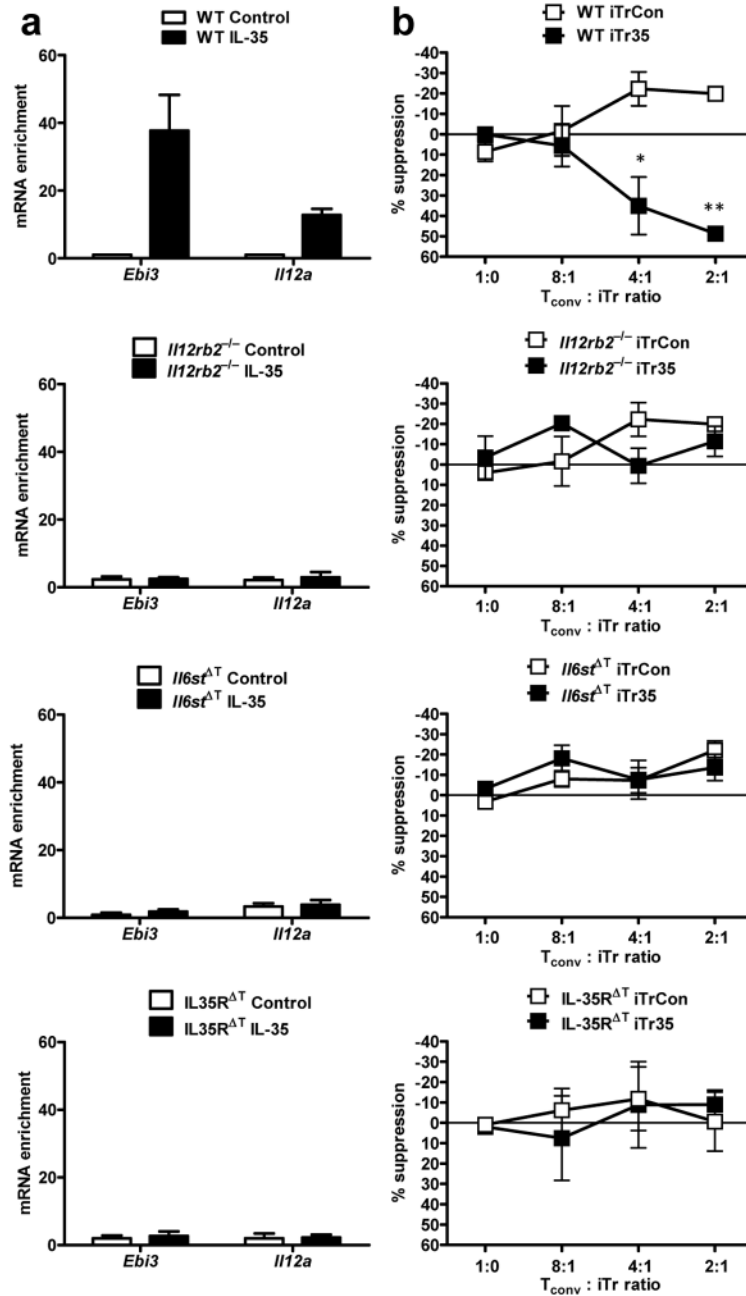 a
WT Control
WT IL-35
mRNA enrichment
60
40
20
0
Ebi3
Il12a
b
WT iTrCon
WT iTr35
% suppression
-40
-30
-20
-10
0
10
20
30
40
50
60
*
**
1:0
8:1
4:1
2:1
Tconv : iTr ratio
Il12rb2–/– Control
Il12rb2–/– IL-35
mRNA enrichment
60
40
20
0
Ebi3
Il12a
Il12rb2–/– iTrCon
Il12rb2–/– iTr35
% suppression
-40
-30
-20
-10
0
10
20
30
40
50
60
1:0
8:1
4:1
2:1
Tconv : iTr ratio
Il6stΔT Control
Il6stΔT IL-35
mRNA enrichment
60
40
20
0
Ebi3
Il12a
Il6stΔT iTrCon
Il6stΔT iTr35
% suppression
-40
-30
-20
-10
0
10
20
30
40
50
60
1:0
8:1
4:1
2:1
Tconv : iTr ratio
IL35RΔT Control
IL35RΔT IL-35
mRNA enrichment
60
40
20
0
Ebi3
Il12a
IL-35RΔT iTrCon
IL-35RΔT iTr35
% suppression
-40
-30
-20
-10
0
10
20
30
40
50
60
1:0
8:1
4:1
2:1
Tconv : iTr ratio